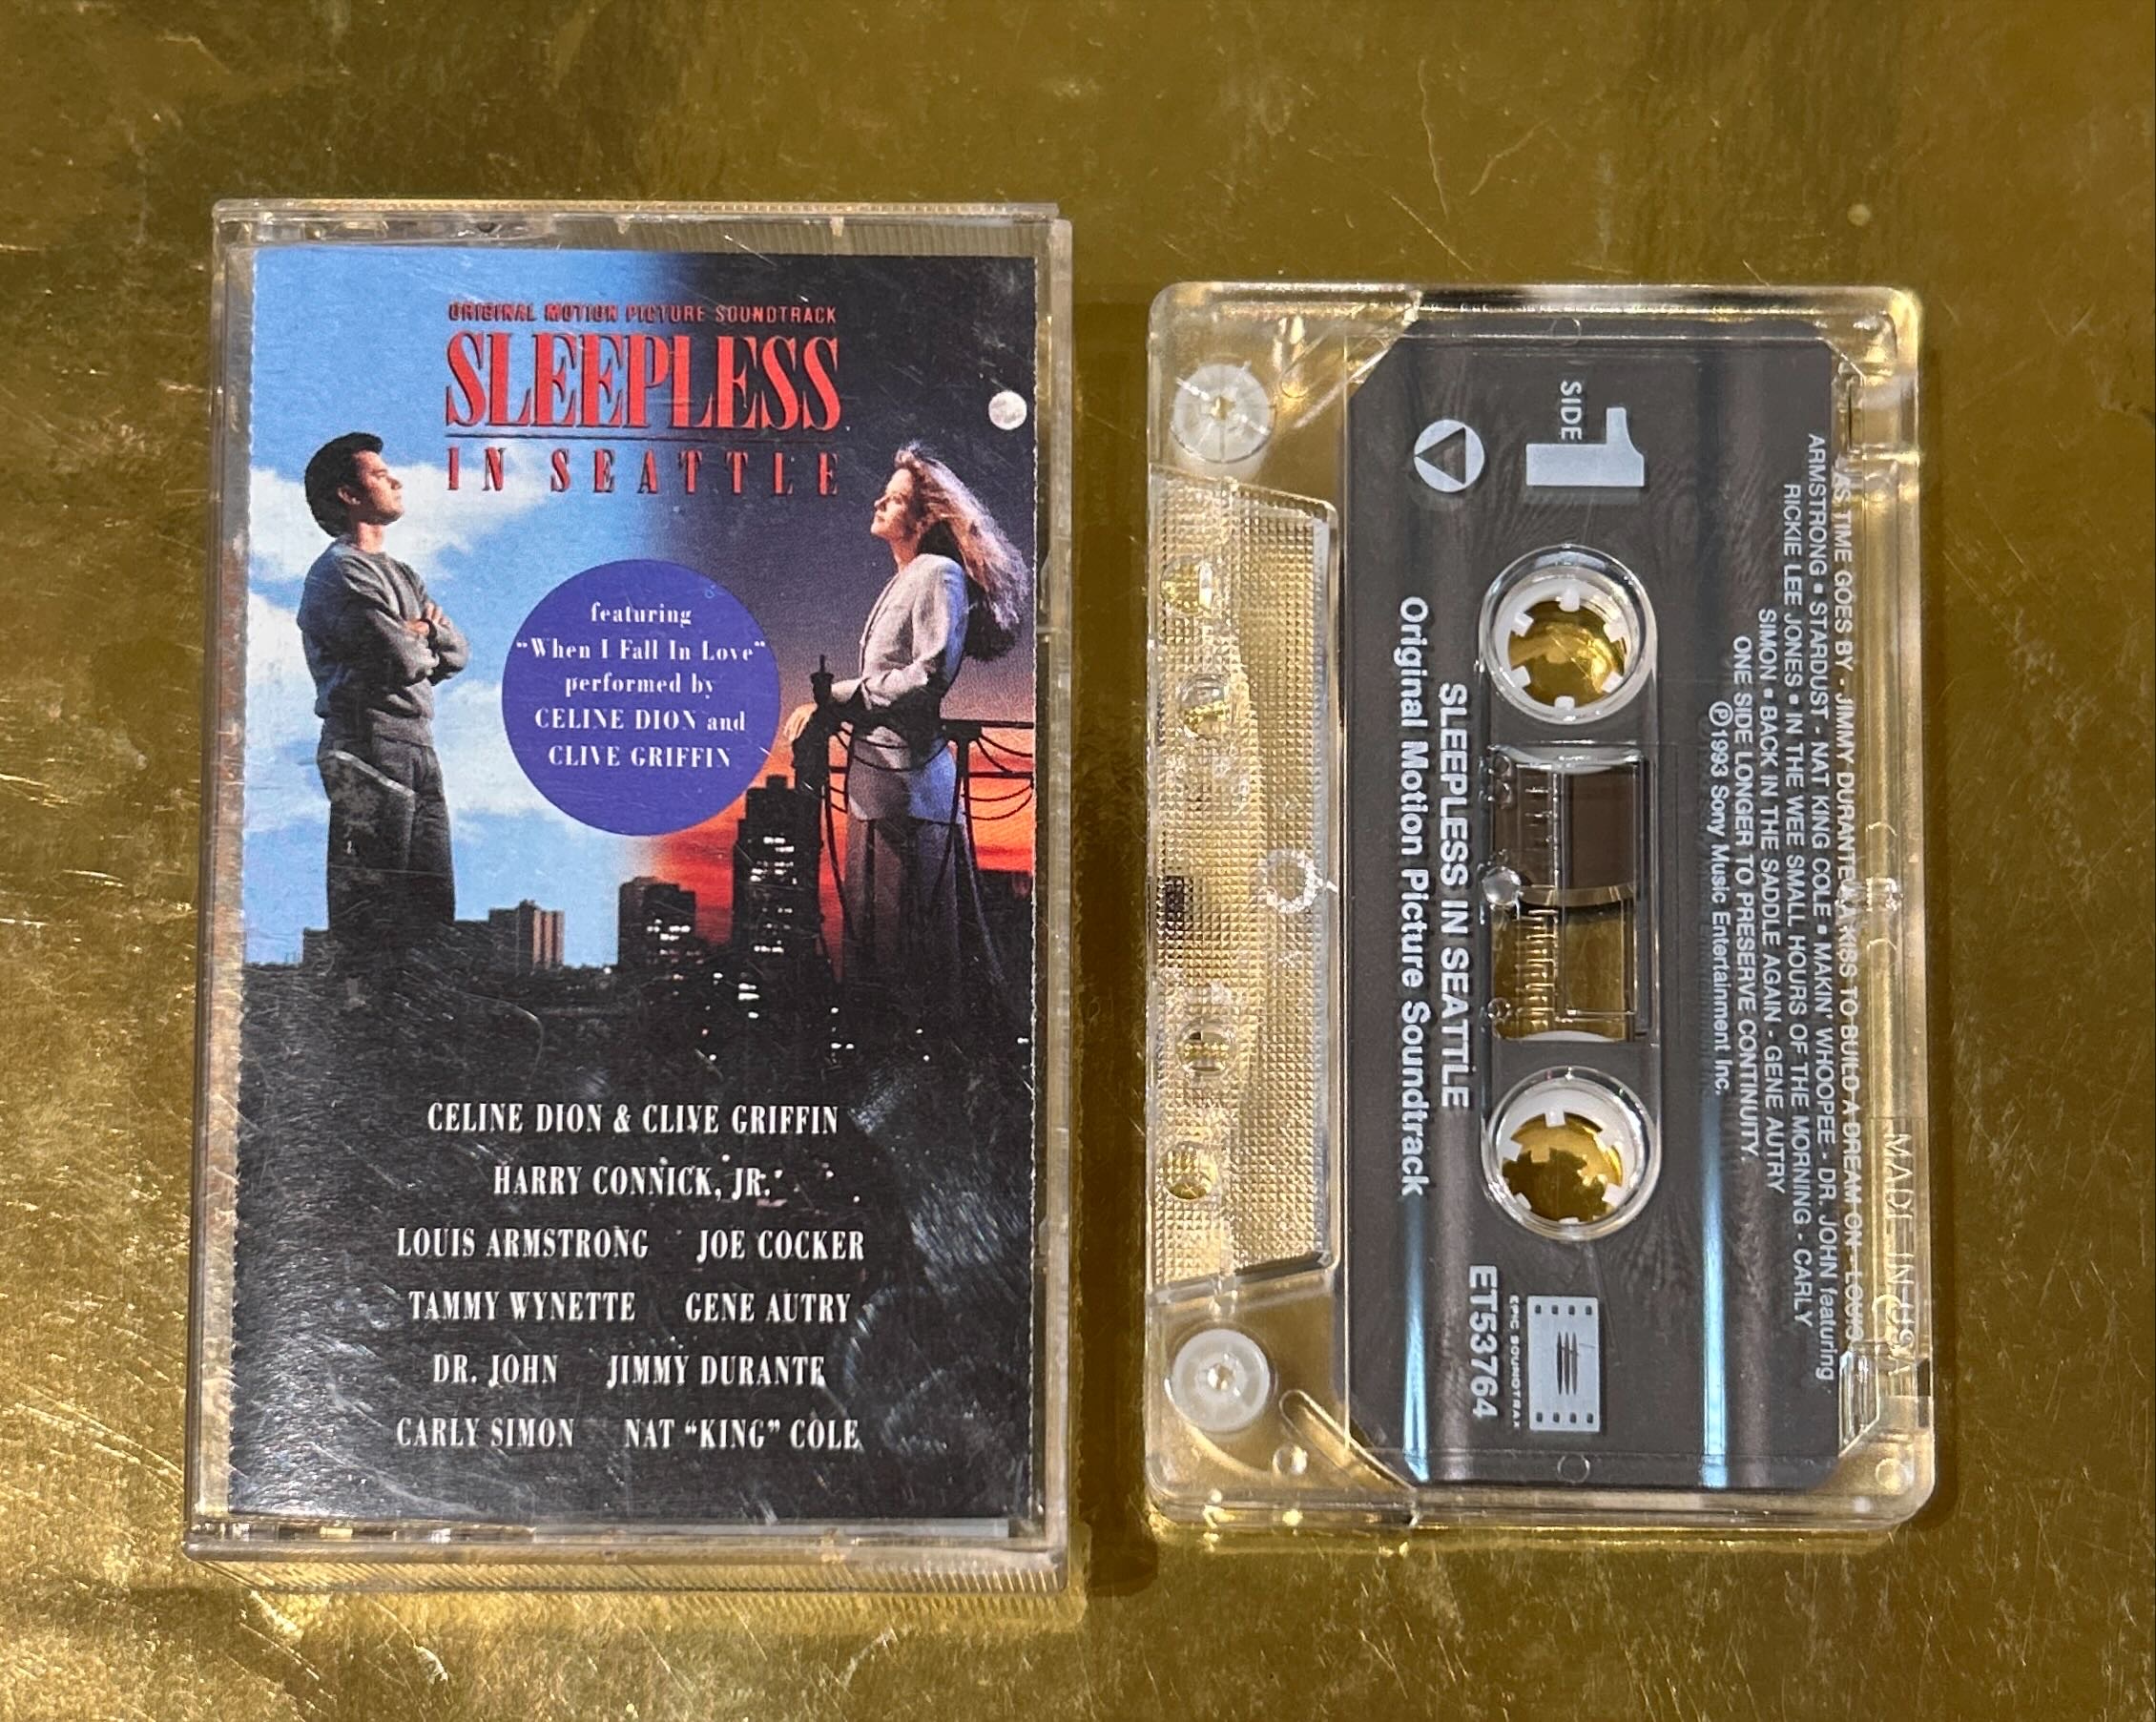 ORIGINAL MOTION PICTURE SOUNDTRACK
SLEEPLESS
IN SEATTLE
featuring
"When I Fall In Love"
performed by
CELINE DION and
CLIVE GRIFFIN
CELINE DION & CLIVE GRIFFIN
HARRY CONNICK, JR.
LOUIS ARMSTRONG JOE COCKER
TAMMY WYNETTE GENE AUTRY
DR. JOHN JIMMY DURANTE
CARLY SIMON NAT "KING" COLE
MADE IN USA
AS TIME GOES BY - JIMMY DURANTE ▪ A KISS TO BUILD A DREAM ON - LOUIS
ARMSTRONG ▪ STARDUST - NAT KING COLE ▪ MAKIN' WHOOPEE - DR. JOHN featuring
RICKIE LEE JONES ▪ IN THE WEE SMALL HOURS OF THE MORNING - CARLY
SIMON ▪ BACK IN THE SADDLE AGAIN - GENE AUTRY
ONE SIDE LONGER TO PRESERVE CONTINUITY.
℗1993 Sony Music Entertainment Inc.
SIDE
1
EPIC SOUNDTRAX
ET53764
SLEEPLESS IN SEATTLE
Original Motion Picture Soundtrack